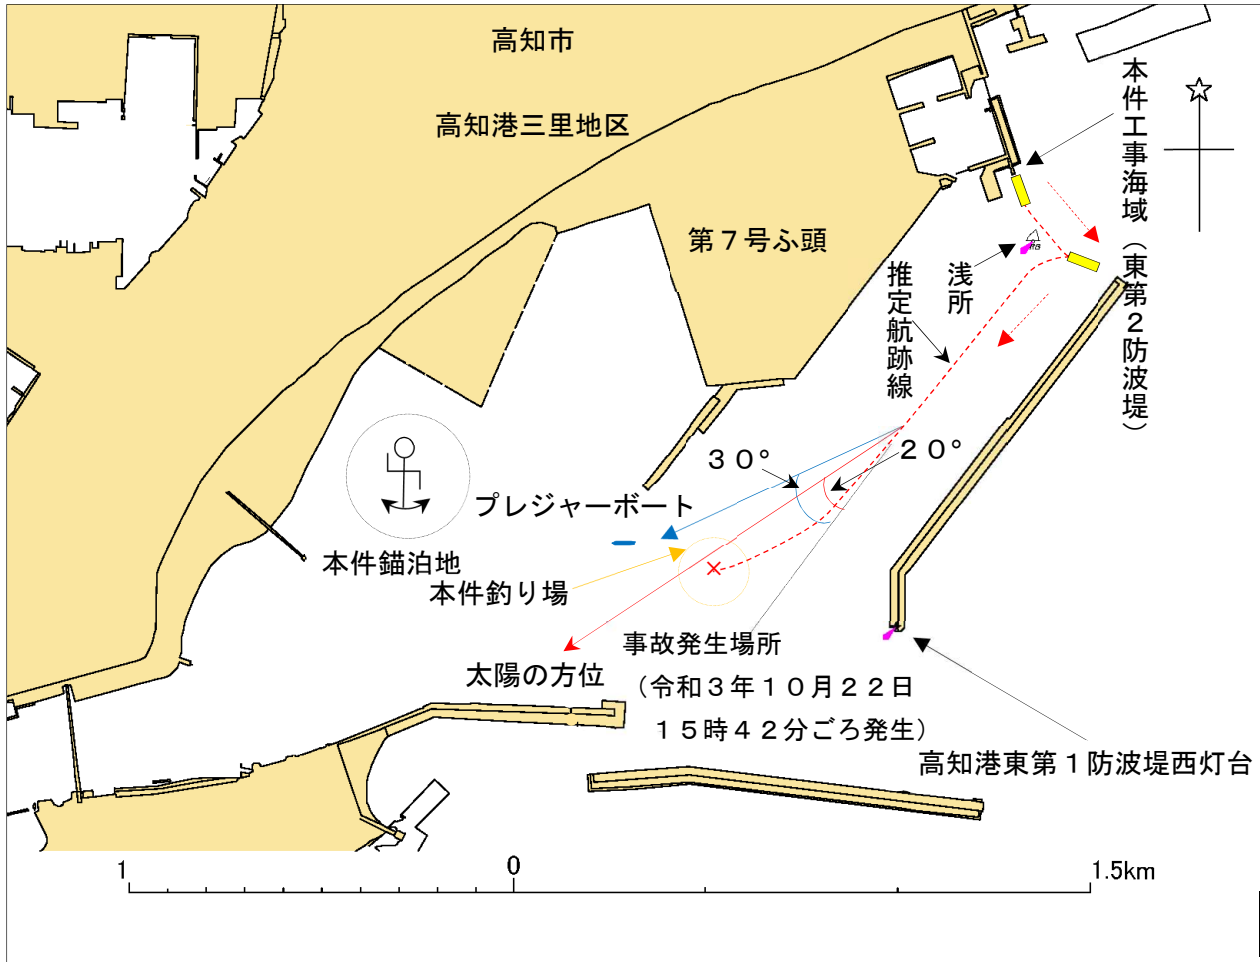 高知市
高知港三里地区
本件工事海域（東第２防波堤）
第７号ふ頭
浅所
推定航跡線
３０°
２０°
プレジャーボート
本件錨泊地
本件釣り場
事故発生場所
（令和３年１０月２２日
１５時４２分ごろ発生）
太陽の方位
高知港東第１防波堤西灯台
1
0
1.5km